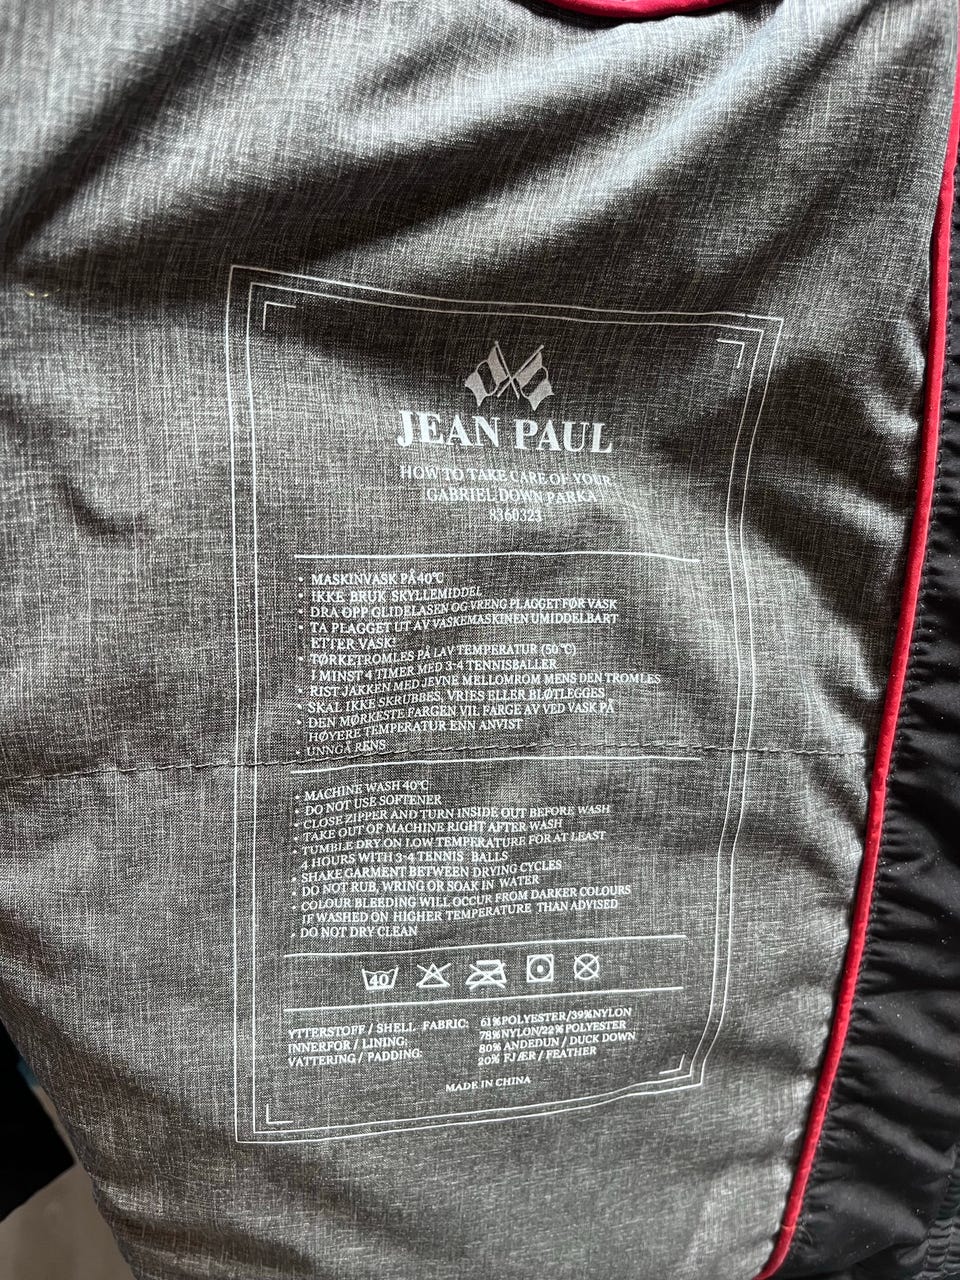 JEAN PAUL
HOW TO TAKE CARE OF YOUR
GABRIEL DOWN PARKA
8360323
• MASKINVASK PÅ 40°C
• IKKE BRUK SKYLLEMIDDEL
• DRA OPP GLIDELÅSEN OG VRENG PLAGGET FØR VASK
• TA PLAGGET UT AV VASKEMASKINEN UMIDDELBART
ETTER VASK
• TØRKETROMLES PÅ LAV TEMPERATUR (50°C)
I MINST 4 TIMER MED 3-4 TENNISBALLER
• RIST JAKKEN MED JEVNE MELLOMROM MENS DEN TROMLES
• SKAL IKKE SKRUBBES, VRIES ELLER BLØTLEGGES
• DEN MØRKESTE FARGEN VIL FARGE AV VED VASK PÅ
HØYERE TEMPERATUR ENN ANVIST
• UNNGÅ RENS
• MACHINE WASH 40°C
• DO NOT USE SOFTENER
• CLOSE ZIPPER AND TURN INSIDE OUT BEFORE WASH
TAKE OUT OF MACHINE RIGHT AFTER WASH
• TUMBLE DRY ON LOW TEMPERATURE FOR AT LEAST
4 HOURS WITH 3-4 TENNIS BALLS
• SHAKE GARMENT BETWEEN DRYING CYCLES
• DO NOT RUB, WRING OR SOAK IN WATER
• COLOUR BLEEDING WILL OCCUR FROM DARKER COLOURS
IF WASHED ON HIGHER TEMPERATURE THAN ADVISED
• DO NOT DRY CLEAN
40
YTTERSTOFF / SHELL FABRIC: 61%POLYESTER/39%NYLON
INNERFOR / LINING: 78%NYLON/22%POLYESTER
VATTERING / PADDING: 80% ANDEDUN / DUCK DOWN
20% FJÆR / FEATHER
MADE IN CHINA